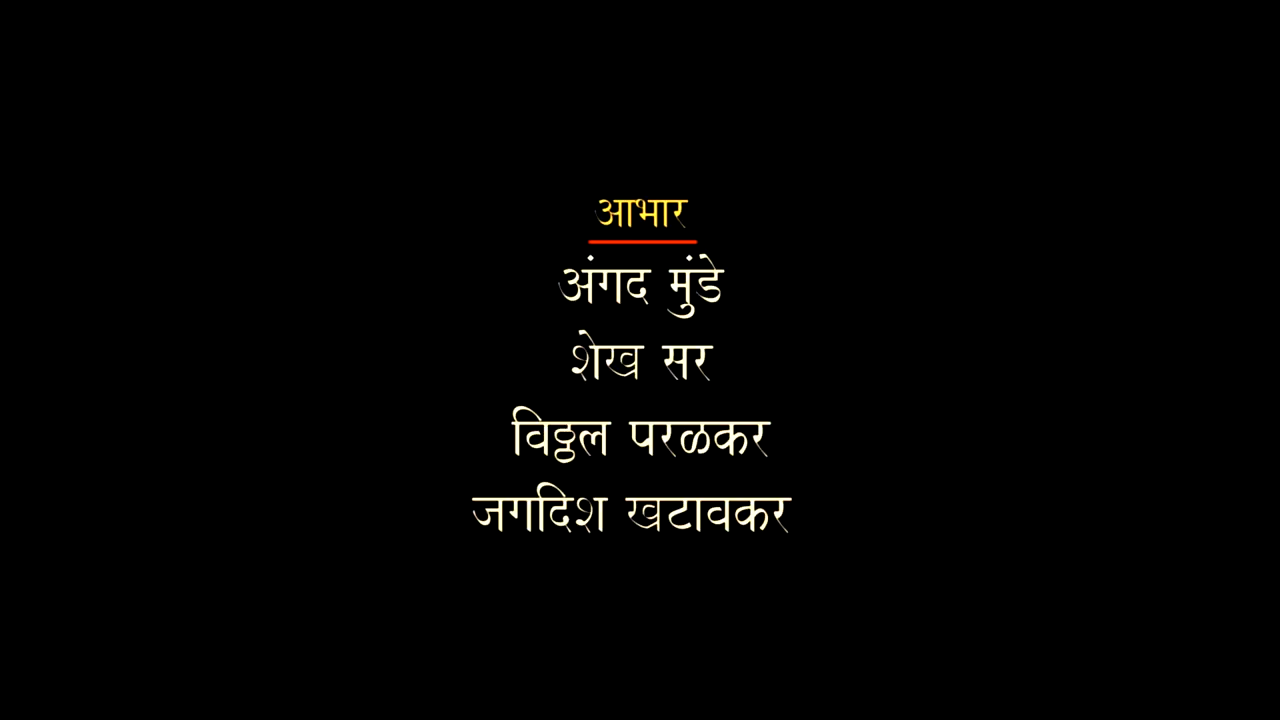 आभार
अंगद मुंडे
शेख सर
विठ्ठल परळकर
जगदिश खटावकर